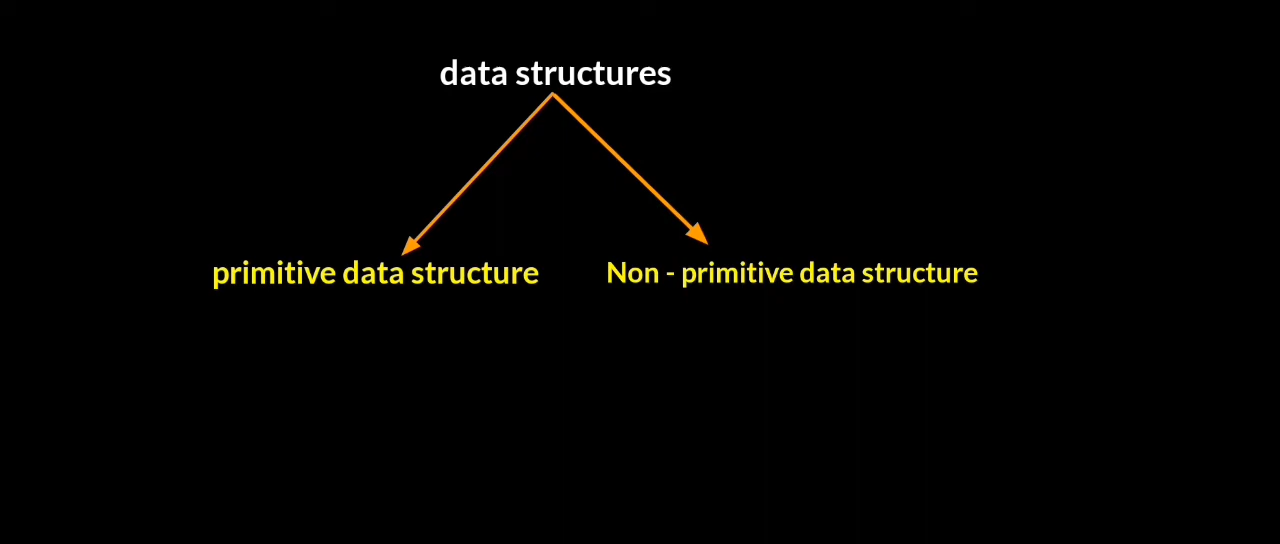 data structures
primitive data structure
Non - primitive data structure